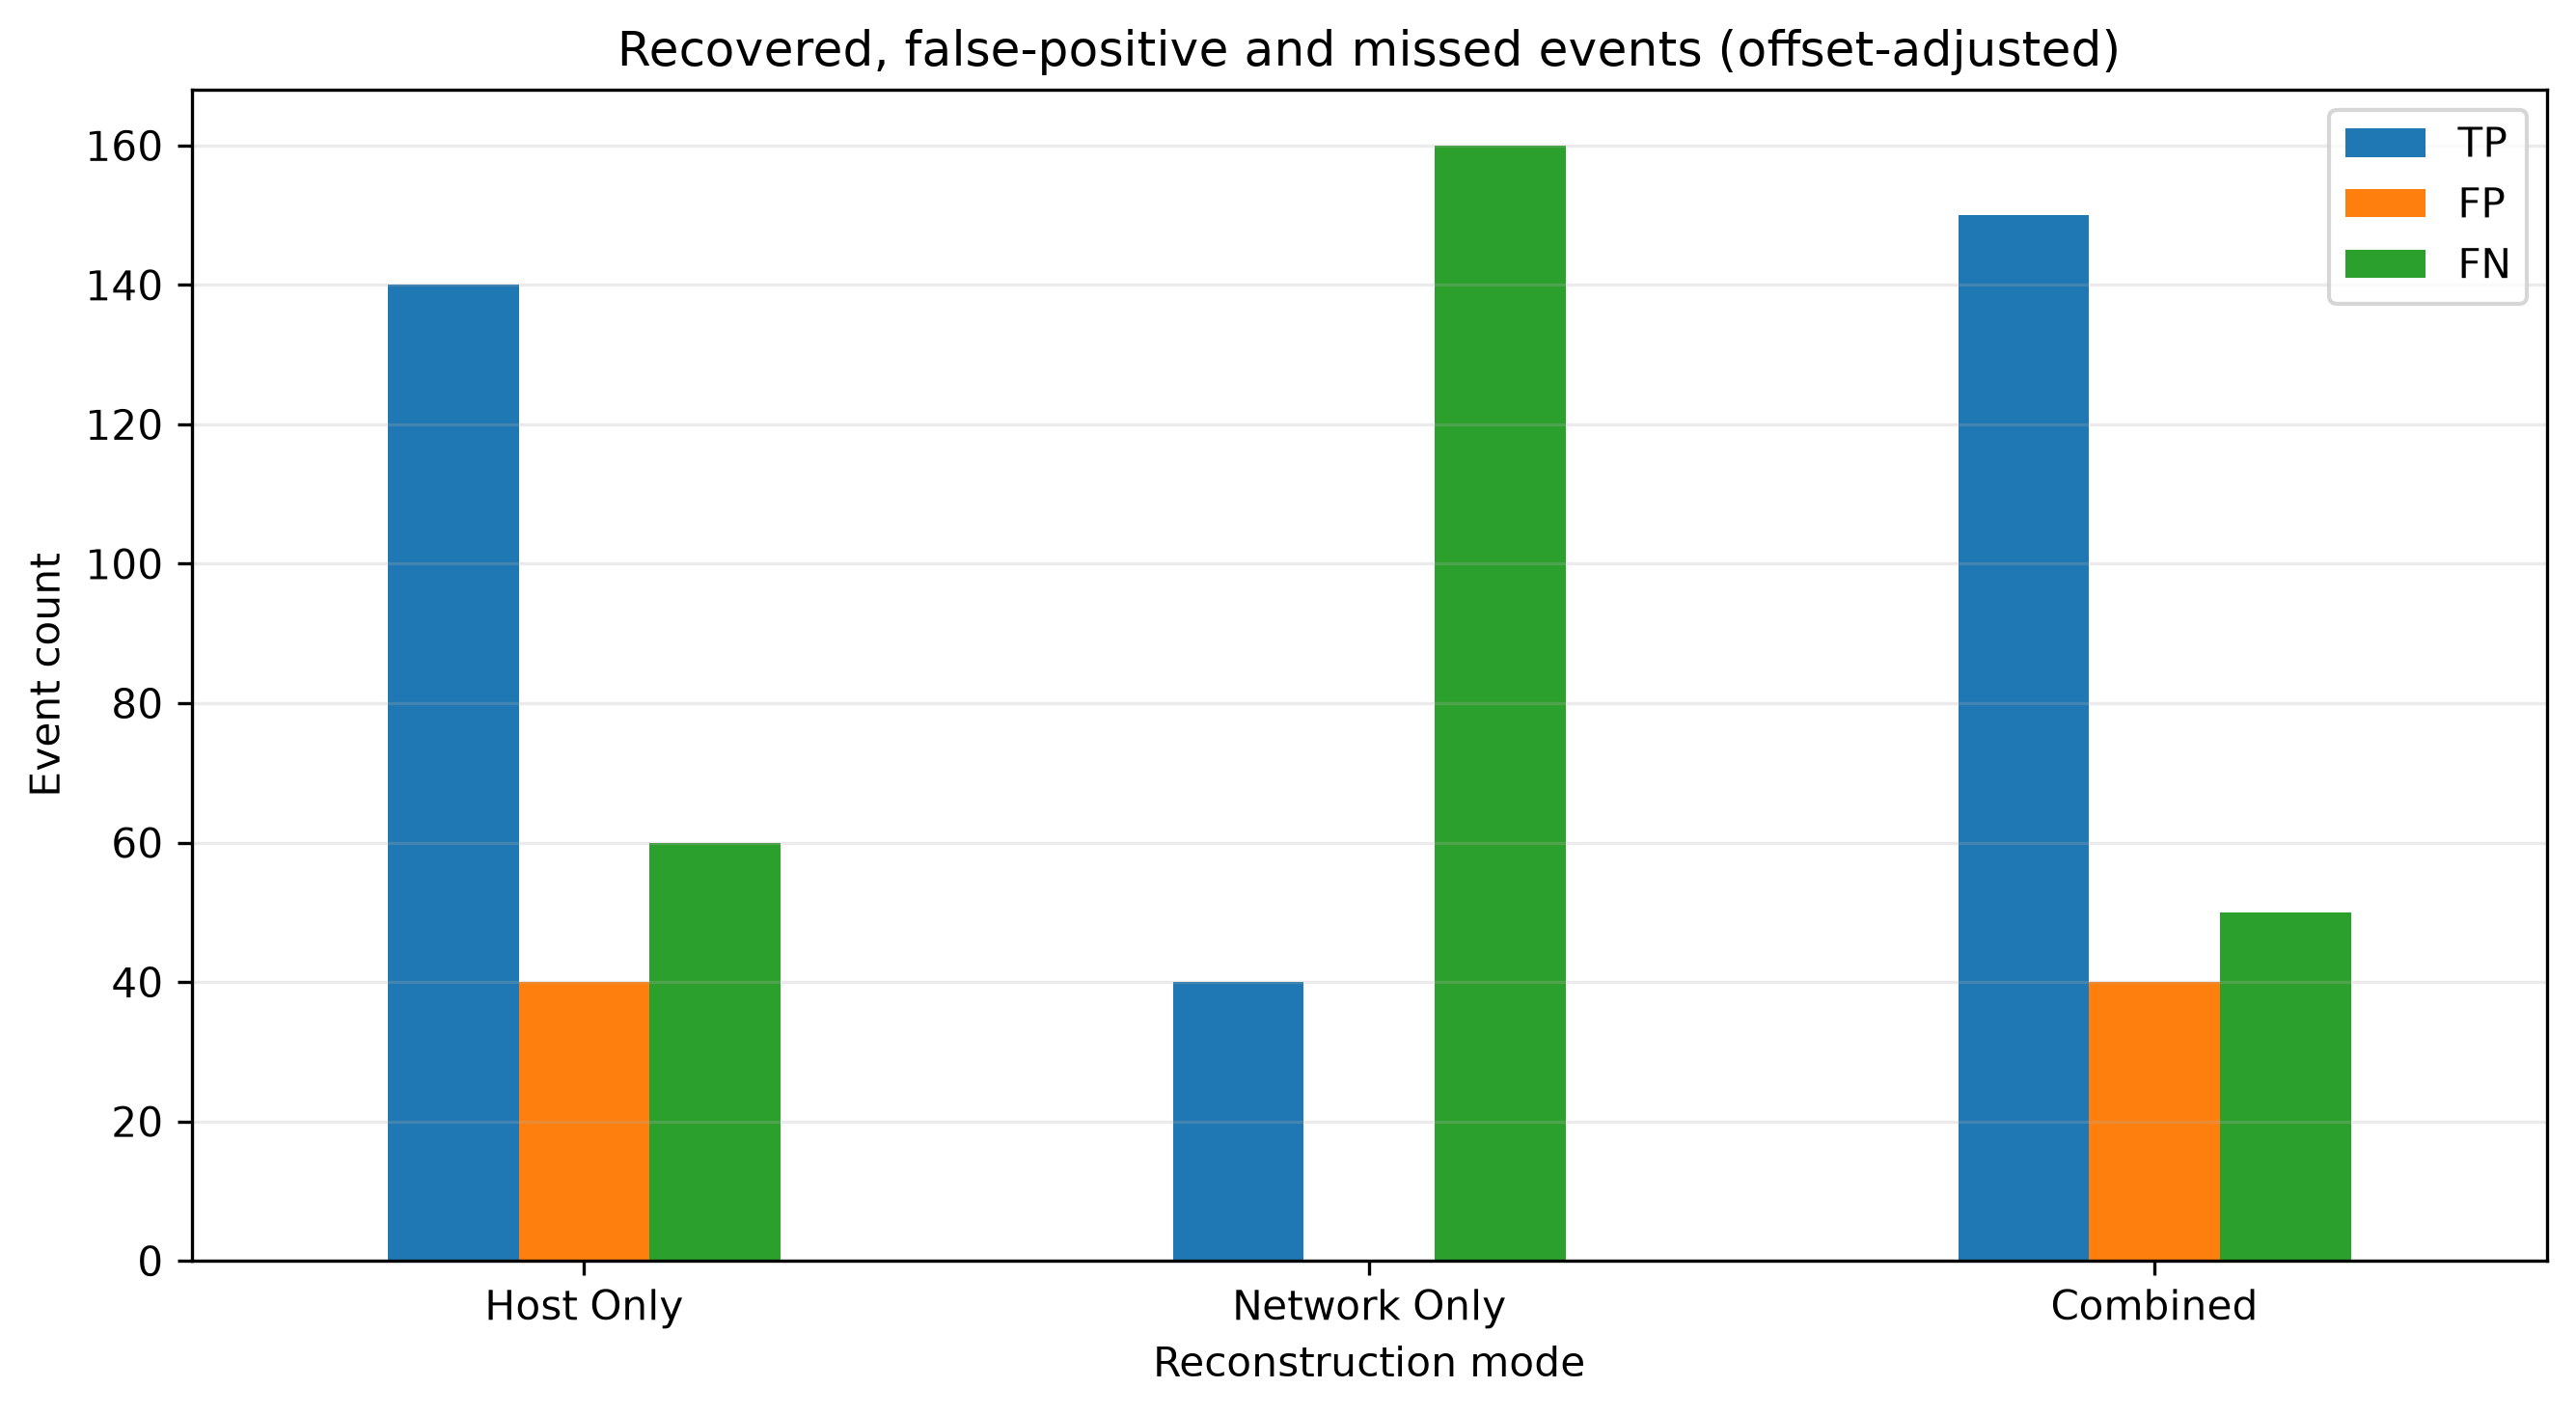 Recovered, false-positive and missed events (offset-adjusted)
160
140
120
100
80
60
40
20
0
Event count
TP
FP
FN
Host Only
Network Only
Combined
Reconstruction mode